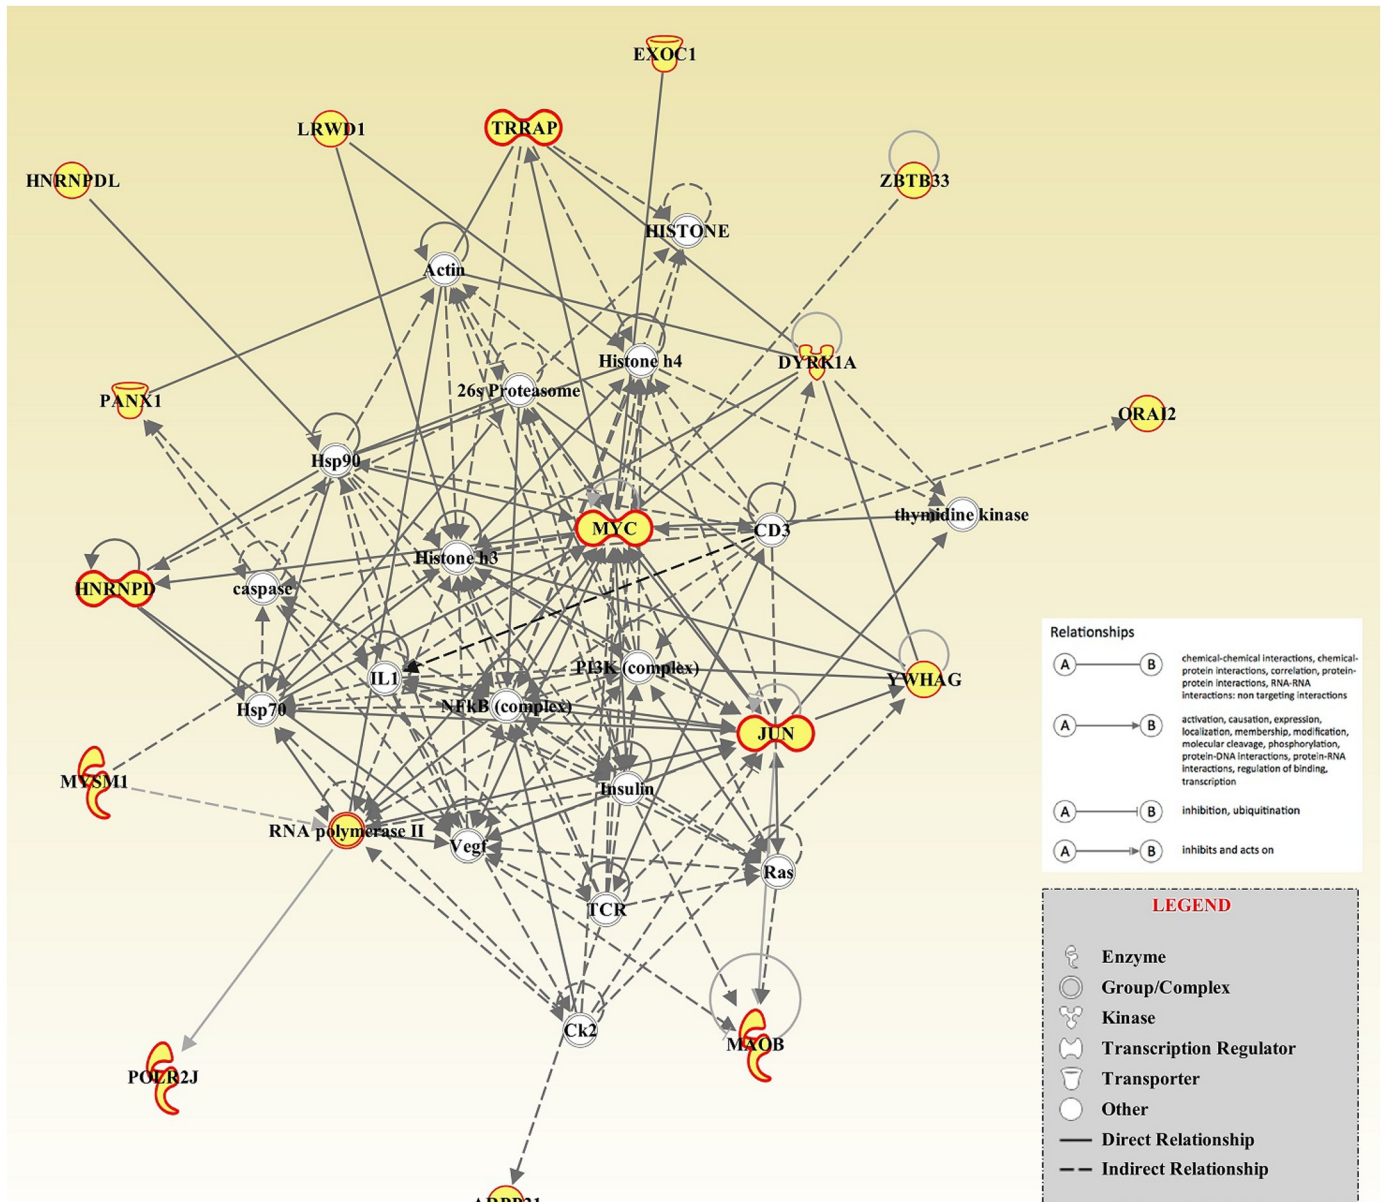 EXOC1
LRWD1
TRRAP
HNRNPDL
ZBTB33
HISTONE
Actin
Histone h4
DYRK1A
26s Proteasome
PANX1
ORAI2
Hsp90
thymidine kinase
MYC
CD3
Histone h3
HNRNPD
caspase
PI3K (complex)
IL1
YWHAG
NFkB (complex)
Hsp70
JUN
MYSM1
Insulin
RNA polymerase II
Vegf
Ras
TCR
Ck2
MAOB
POLR2J
Relationships
A B
chemical-chemical interactions, chemical-
protein interactions, correlation, protein-
protein interactions, RNA-RNA
interactions: non targeting interactions
A B
activation, causation, expression,
localization, membership, modification,
molecular cleavage, phosphorylation,
protein-DNA interactions, protein-RNA
interactions, regulation of binding,
transcription
A B inhibition, ubiquitination
A B inhibits and acts on
LEGEND
Enzyme
Group/Complex
Kinase
Transcription Regulator
Transporter
Other
Direct Relationship
Indirect Relationship